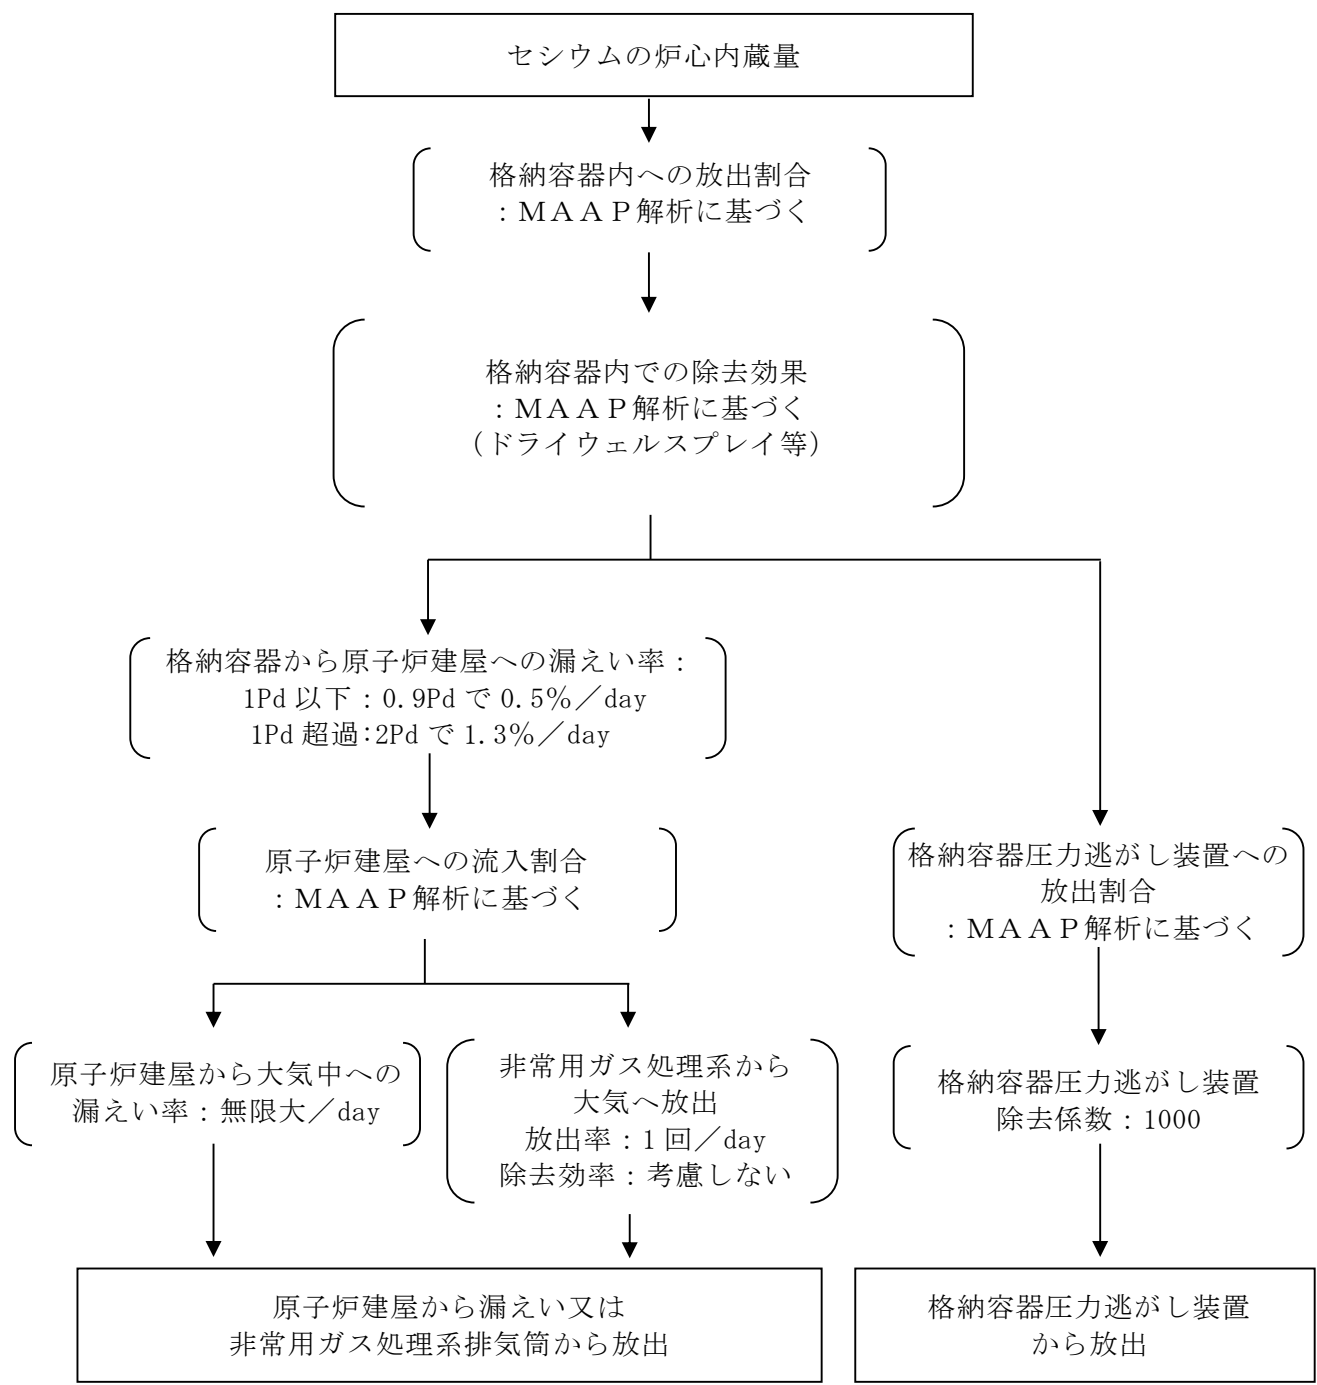 セシウムの炉心内蔵量
格納容器内への放出割合
：ＭＡＡＰ解析に基づく
格納容器内での除去効果
：ＭＡＡＰ解析に基づく
（ドライウェルスプレイ等）
格納容器から原子炉建屋への漏えい率：
1Pd 以下：0.9Pd で 0.5％／day
1Pd 超過：2Pd で 1.3％／day
原子炉建屋への流入割合
：ＭＡＡＰ解析に基づく
格納容器圧力逃がし装置への
放出割合
：ＭＡＡＰ解析に基づく
原子炉建屋から大気中への
漏えい率：無限大／day
非常用ガス処理系から
大気へ放出
放出率：1 回／day
除去効率：考慮しない
格納容器圧力逃がし装置
除去係数：1000
原子炉建屋から漏えい又は
非常用ガス処理系排気筒から放出
格納容器圧力逃がし装置
から放出